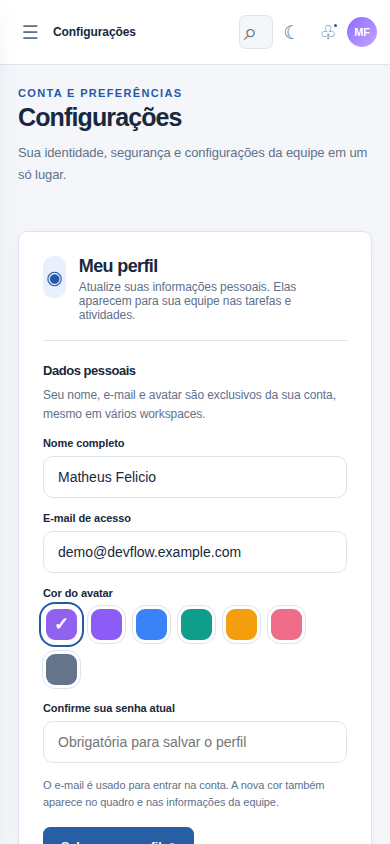 Configurações
MF
CONTA E PREFERÊNCIAS
Configurações
Sua identidade, segurança e configurações da equipe em um
só lugar.
Meu perfil
Atualize suas informações pessoais. Elas
aparecem para sua equipe nas tarefas e
atividades.
Dados pessoais
Seu nome, e-mail e avatar são exclusivos da sua conta,
mesmo em vários workspaces.
Nome completo
Matheus Felicio
E-mail de acesso
demo@devflow.example.com
Cor do avatar
Confirme sua senha atual
Obrigatória para salvar o perfil
O e-mail é usado para entrar na conta. A nova cor também
aparece no quadro e nas informações da equipe.